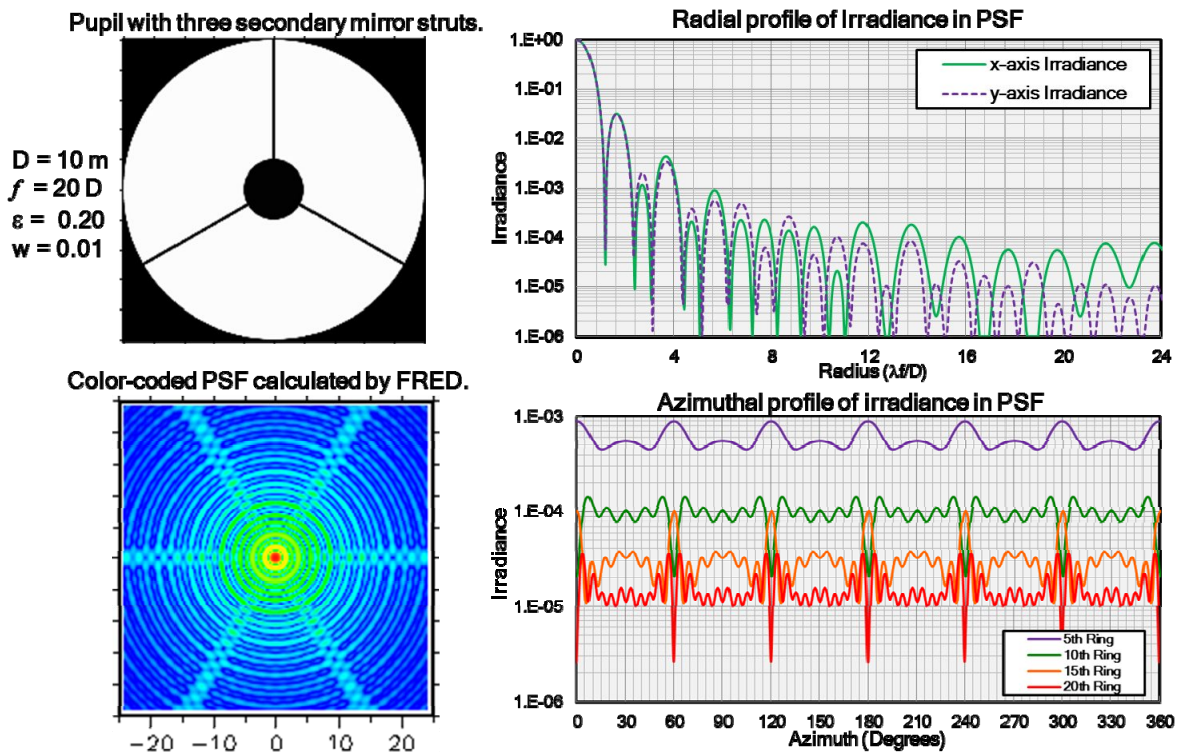 Pupil with three secondary mirror struts.
D = 10 m
f = 20 D
ε = 0.20
w = 0.01
Radial profile of Irradiance in PSF
1.E+00
1.E-01
1.E-02
1.E-03
1.E-04
1.E-05
1.E-06
Irradiance
x-axis Irradiance
y-axis Irradiance
0 4 8 12 16 20 24
Radius (λf/D)
Color-coded PSF calculated by FRED.
-20 -10 0 10 20
Azimuthal profile of irradiance in PSF
1.E-03
1.E-04
1.E-05
1.E-06
Irradiance
5th Ring
10th Ring
15th Ring
20th Ring
0 30 60 90 120 150 180 210 240 270 300 330 360
Azimuth (Degrees)